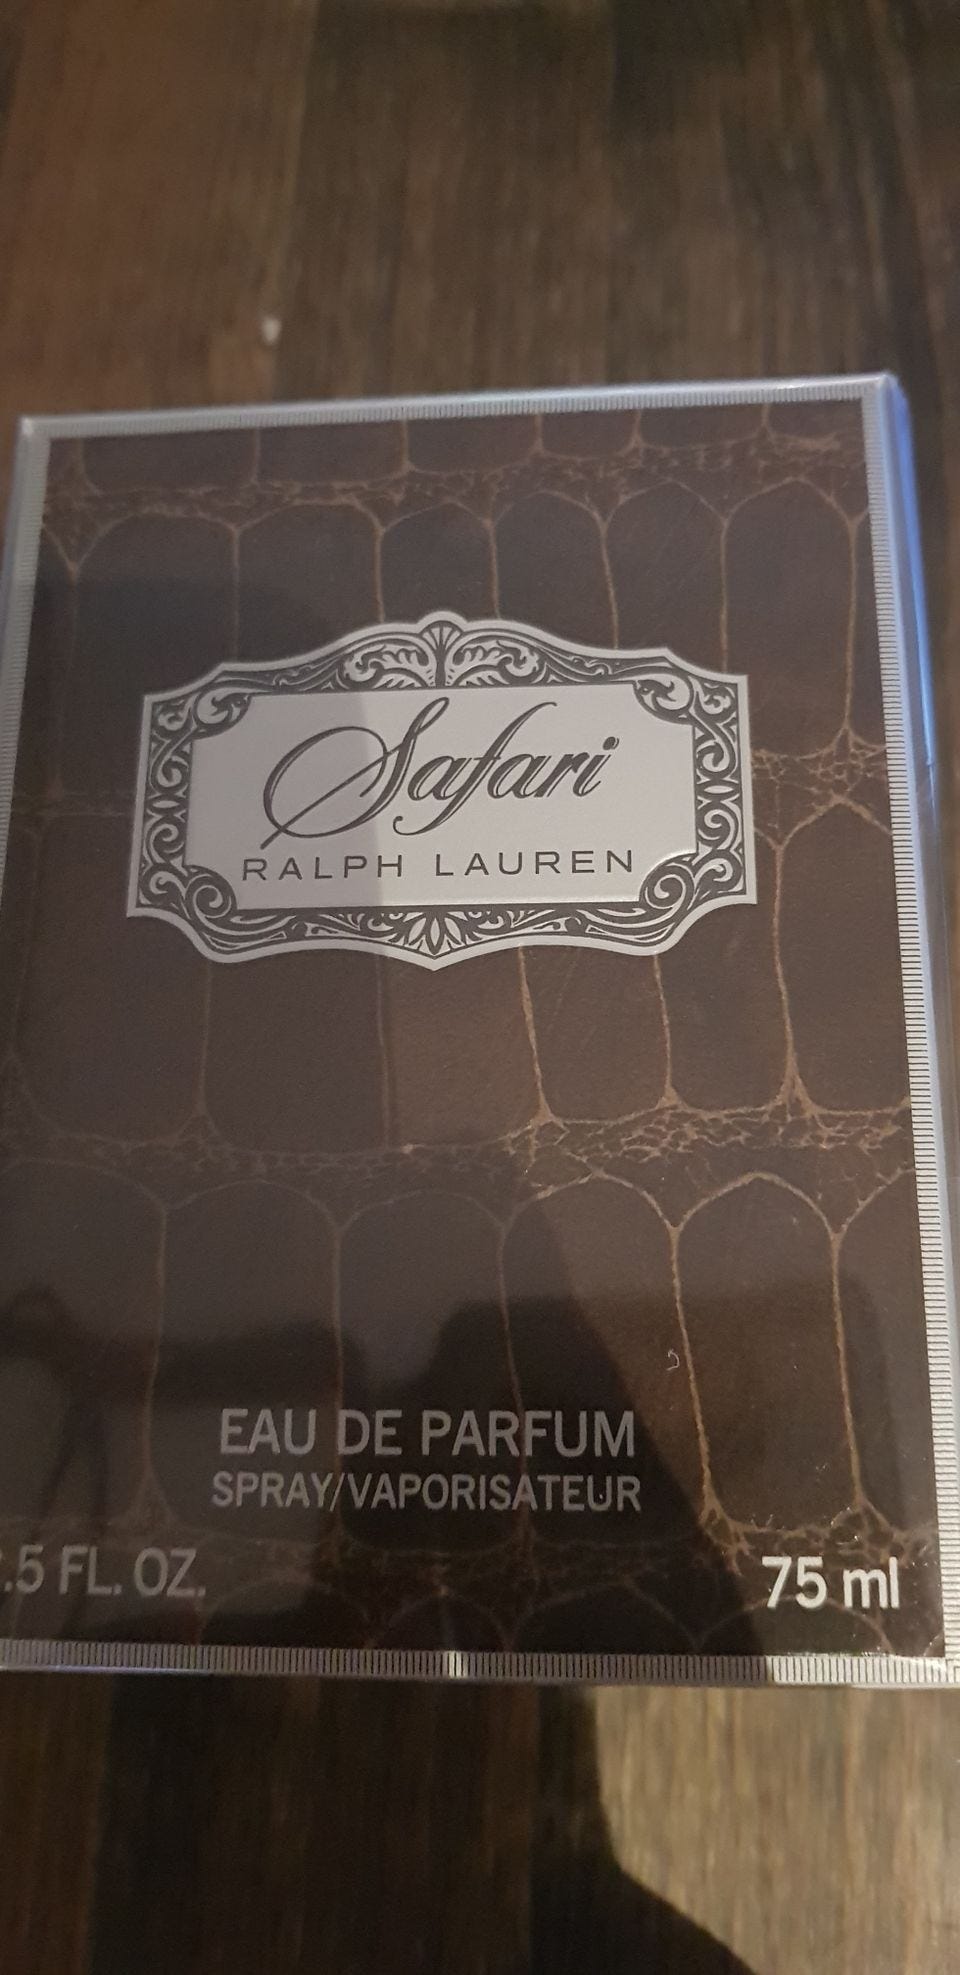 Safari
RALPH LAUREN
EAU DE PARFUM
SPRAY/VAPORISATEUR
.5 FL. OZ.
75 ml